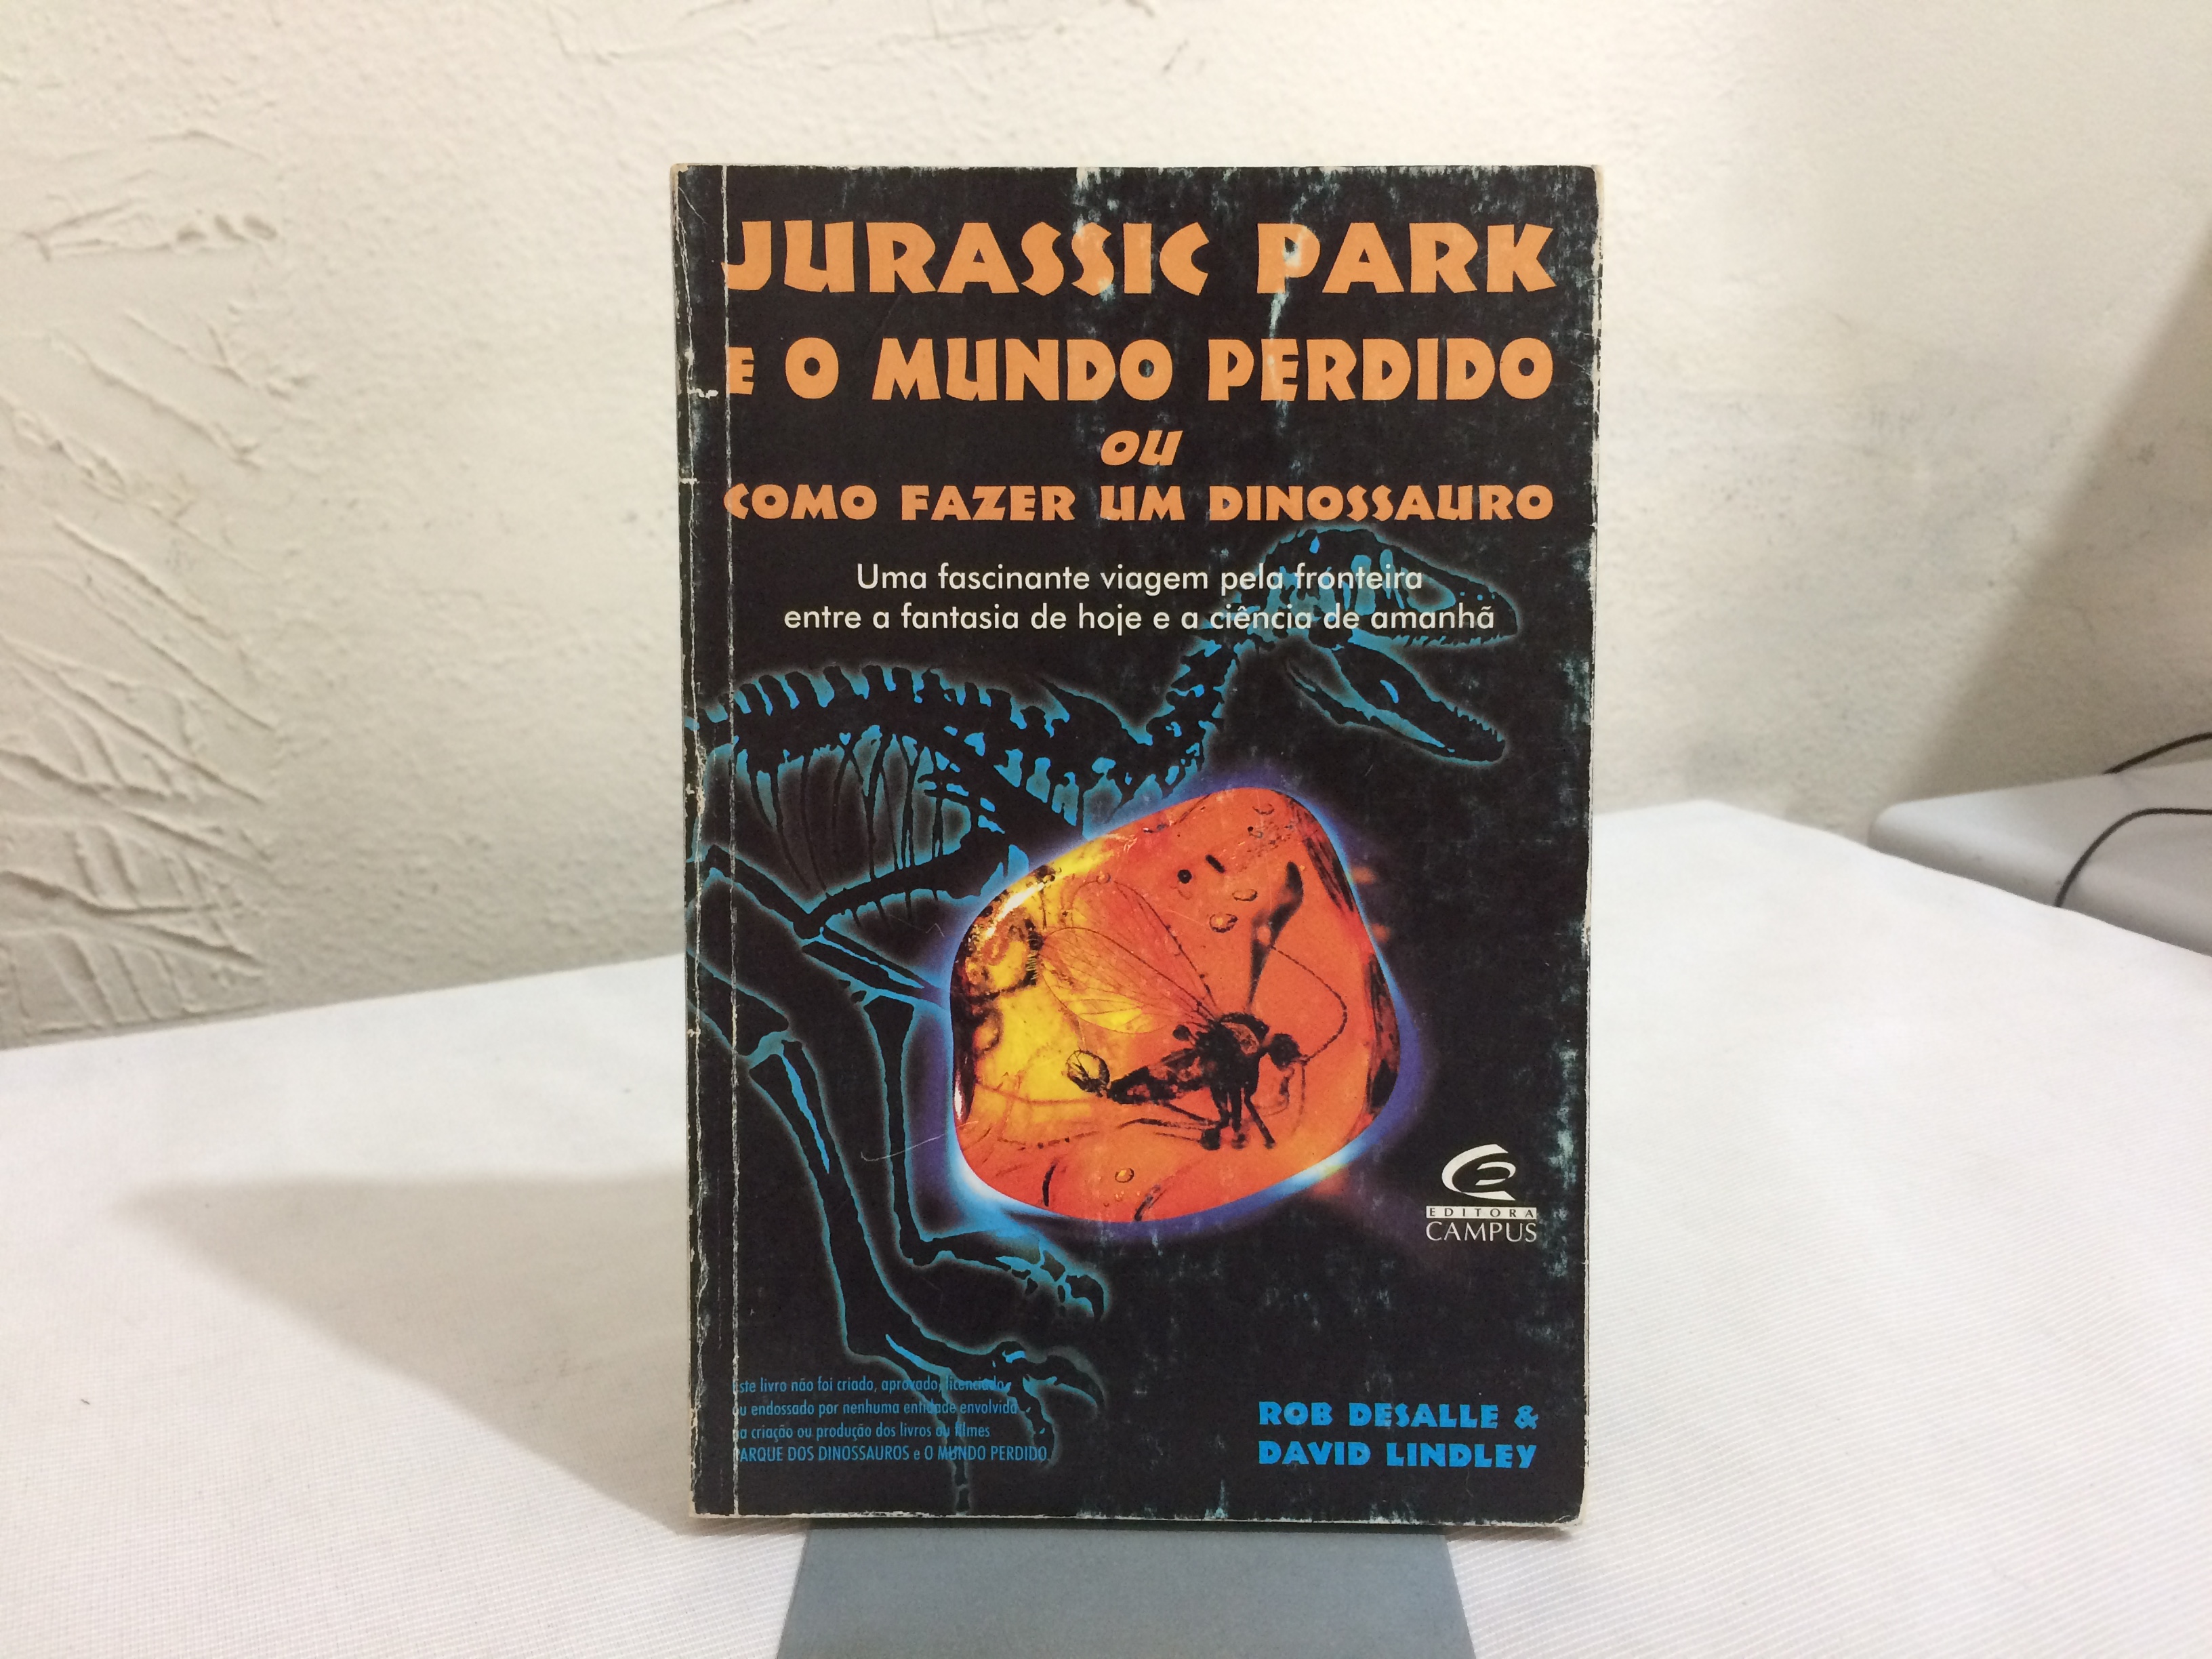 JURASSIC PARK
E O MUNDO PERDIDO
OU
COMO FAZER UM DINOSSAURO
Uma fascinante viagem pela fronteira
entre a fantasia de hoje e a ciência de amanhã
EDITORA
CAMPUS
Este livro não foi criado, aprovado, licenciado
ou endossado por nenhuma entidade envolvida
na criação ou produção dos livros ou filmes
PARQUE DOS DINOSSAUROS e O MUNDO PERDIDO.
ROB DESALLE &
DAVID LINDLEY